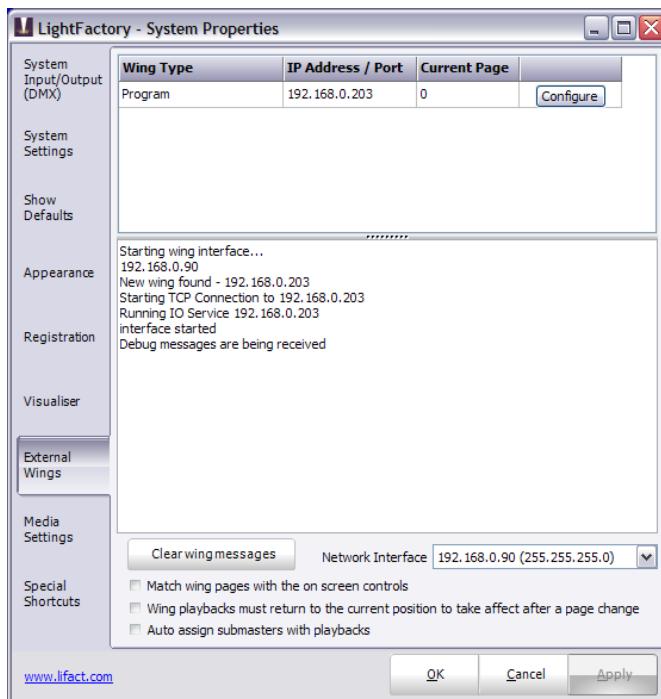 LightFactory - System Properties
System
Input/Output
(DMX)
System
Settings
Show
Defaults
Appearance
Registration
Visualiser
External
Wings
Media
Settings
Special
Shortcuts
www.lifact.com
Wing Type IP Address / Port Current Page
Program 192.168.0.203 0 Configure
Starting wing interface...
192.168.0.90
New wing found - 192.168.0.203
Starting TCP Connection to 192.168.0.203
Running IO Service 192.168.0.203
interface started
Debug messages are being received
Clear wing messages Network Interface 192.168.0.90 (255.255.255.0)
Match wing pages with the on screen controls
Wing playbacks must return to the current position to take affect after a page change
Auto assign submasters with playbacks
OK Cancel Apply